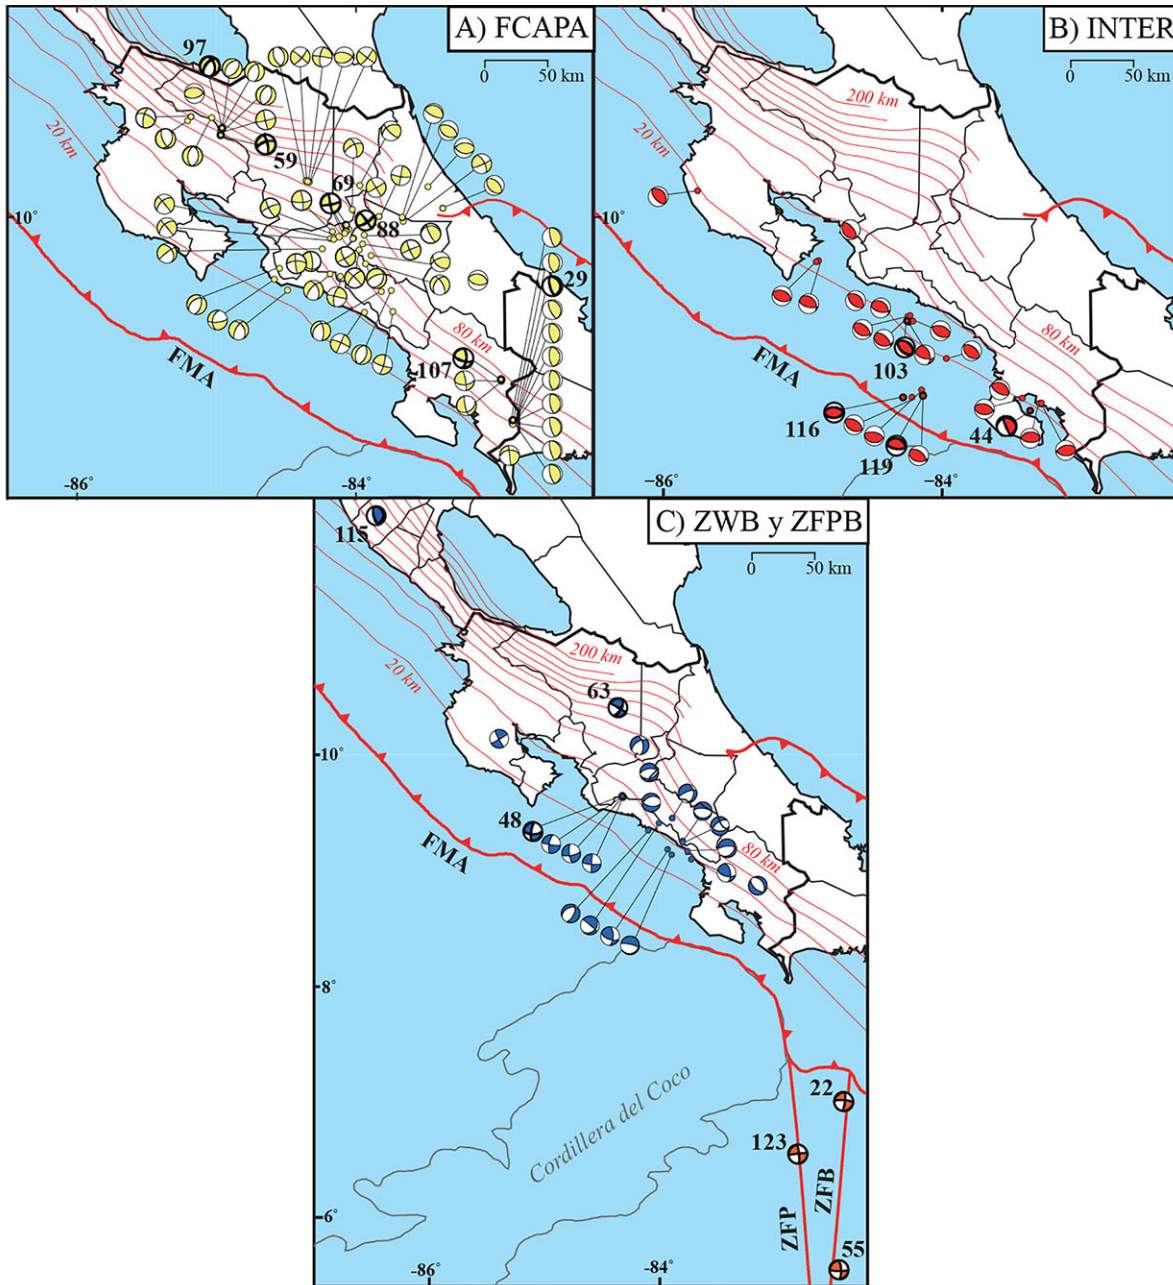 A) FCAPA
0 50 km
97
59
69
88
29
107
20 km
80 km
10°
FMA
-86
-84
B) INTER
0 50 km
200 km
20 km
80 km
10°
FMA
103
116
119
44
-86
-84
C) ZWB y ZFPB
0 50 km
115
200 km
20 km
63
10°
48
FMA
80 km
8°
Cordillera del Coco
22
123
ZFP
ZFB
55
6°
-86
-84